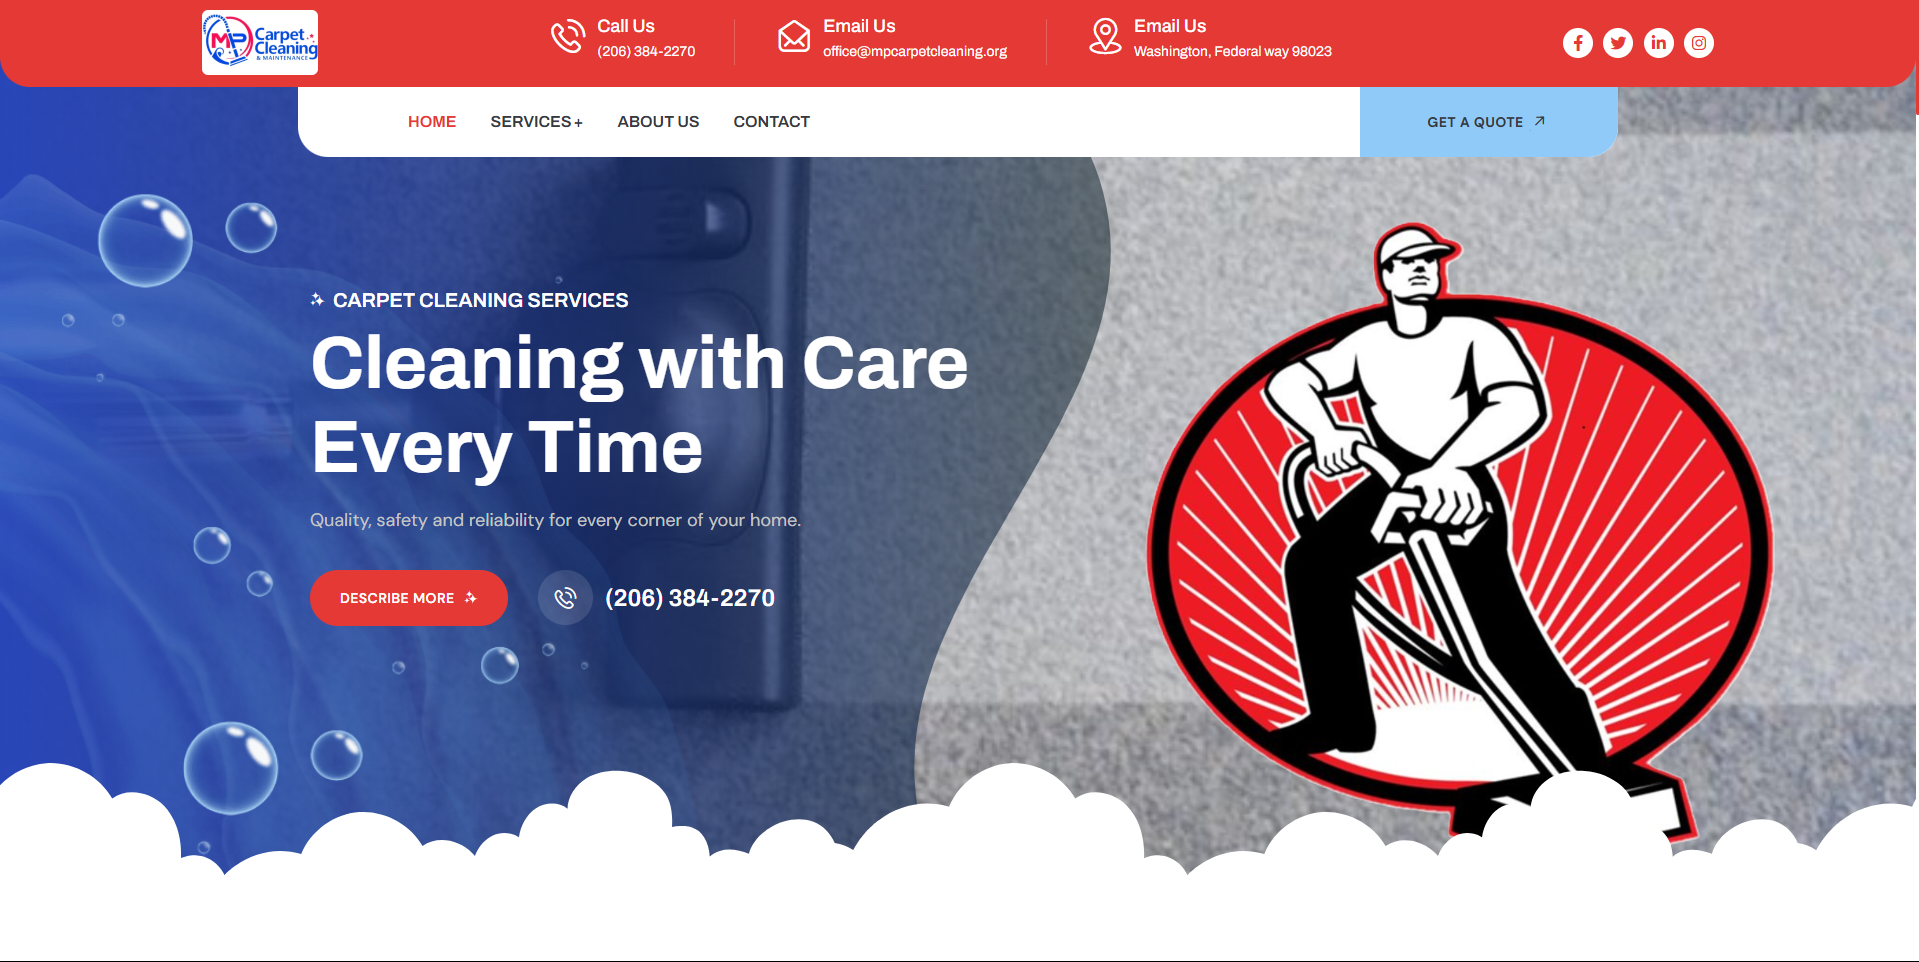 MP Carpet
Cleaning
& MAINTENANCE
Call Us
(206) 384-2270
Email Us
office@mpcarpetcleaning.org
Email Us
Washington, Federal way 98023
HOME
SERVICES +
ABOUT US
CONTACT
GET A QUOTE
CARPET CLEANING SERVICES
Cleaning with Care
Every Time
Quality, safety and reliability for every corner of your home.
DESCRIBE MORE
(206) 384-2270